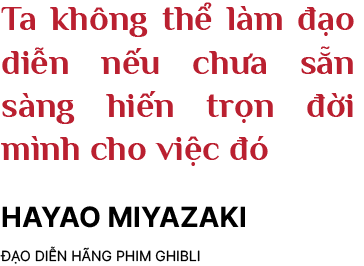 Ta không thể làm đạo
diễn nếu chưa sẵn
sàng hiến trọn đời
mình cho việc đó
HAYAO MIYAZAKI
ĐẠO DIỄN HÃNG PHIM GHIBLI